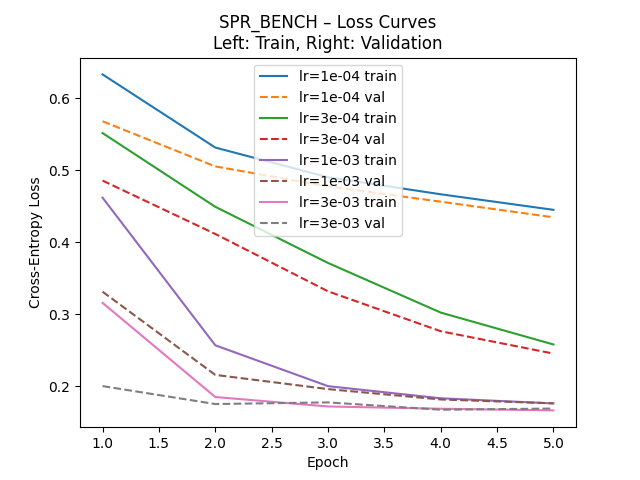 SPR_BENCH – Loss Curves
Left: Train, Right: Validation
Cross-Entropy Loss
0.6
0.5
0.4
0.3
0.2
lr=1e-04 train
lr=1e-04 val
lr=3e-04 train
lr=3e-04 val
lr=1e-03 train
lr=1e-03 val
lr=3e-03 train
lr=3e-03 val
1.0 1.5 2.0 2.5 3.0 3.5 4.0 4.5 5.0
Epoch